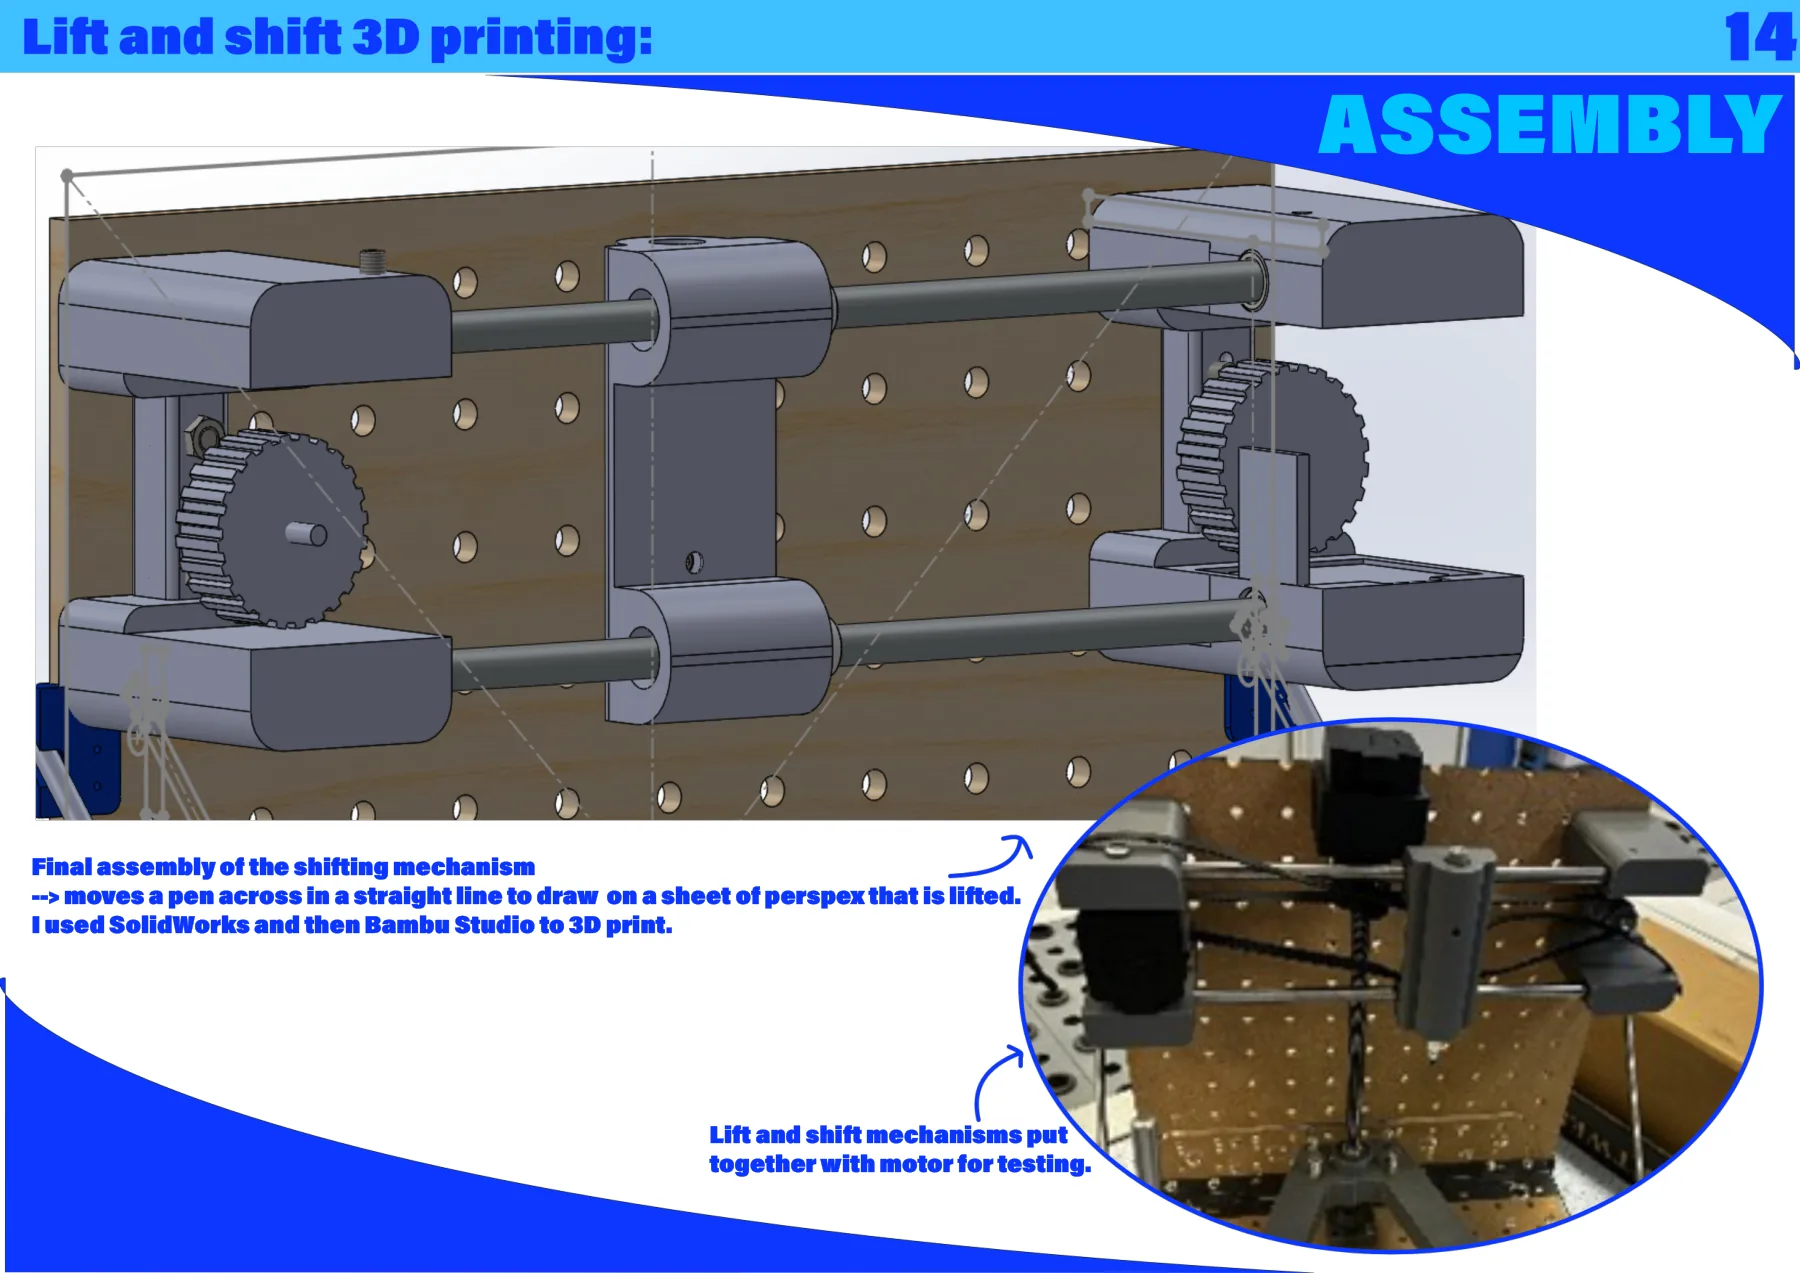 Lift and shift 3D printing:
14
ASSEMBLY
Final assembly of the shifting mechanism
--> moves a pen across in a straight line to draw on a sheet of perspex that is lifted.
I used SolidWorks and then Bambu Studio to 3D print.
Lift and shift mechanisms put
together with motor for testing.